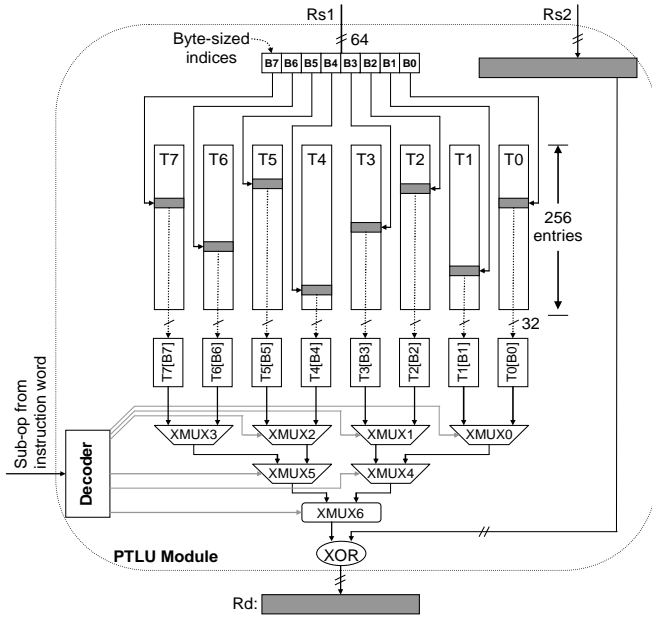 Rs1
Rs2
64
Byte-sized
indices
B7 B6 B5 B4 B3 B2 B1 B0
T7 T6 T5 T4 T3 T2 T1 T0
256
entries
32
T7[B7] T6[B6] T5[B5] T4[B4] T3[B3] T2[B2] T1[B1] T0[B0]
Sub-op from
instruction word
Decoder
XMUX3 XMUX2 XMUX1 XMUX0
XMUX5 XMUX4
XMUX6
PTLU Module
XOR
Rd: